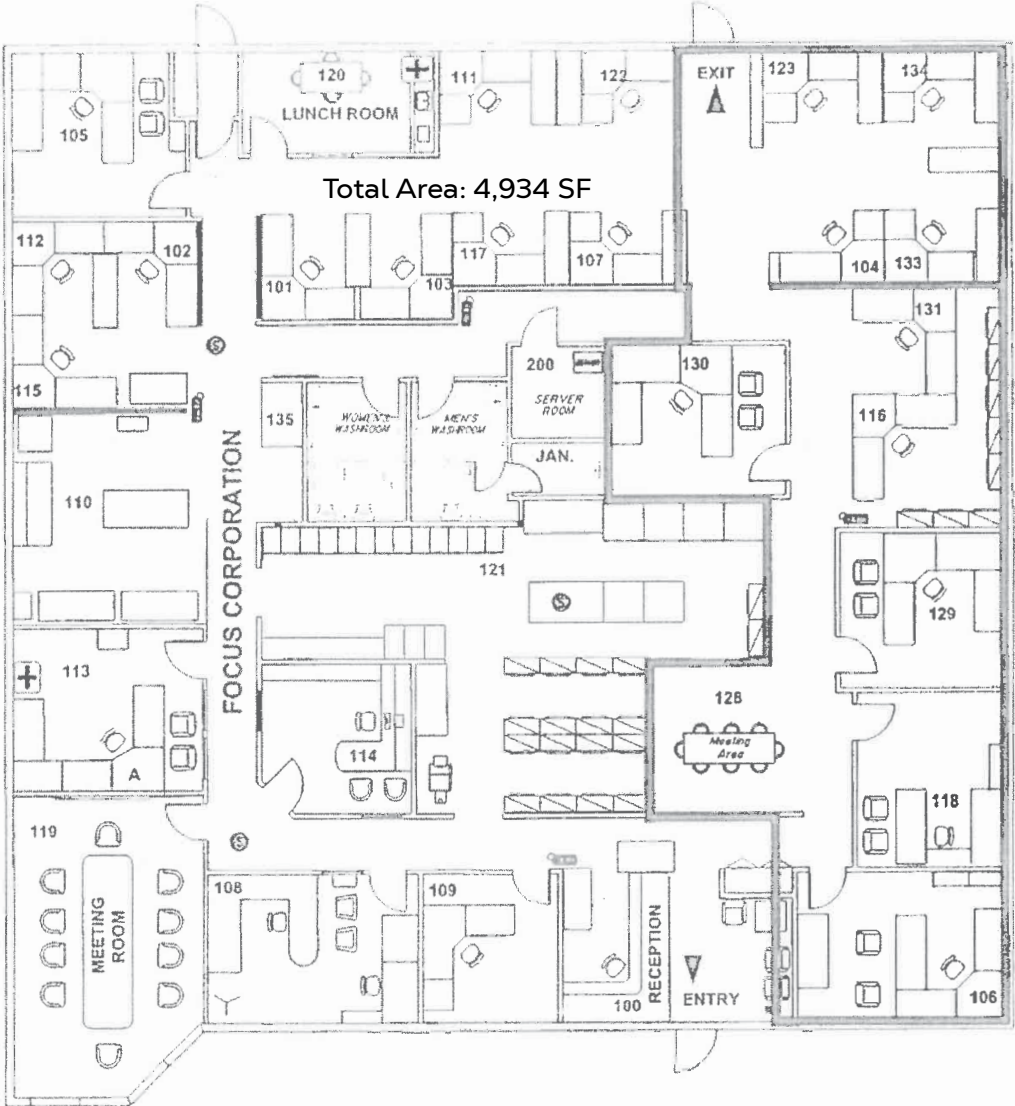 EXIT
123
134
120
LUNCH ROOM
111
122
105
Total Area: 4,934 SF
112
102
101
103
117
107
104
133
131
115
135
WOMEN'S
WASHROOM
MEN'S
WASHROOM
200
SERVER
ROOM
JAN.
130
116
110
FOCUS CORPORATION
121
S
S
129
113
A
114
128
Meeting
Area
118
119
MEETING
ROOM
S
108
109
100
RECEPTION
ENTRY
106